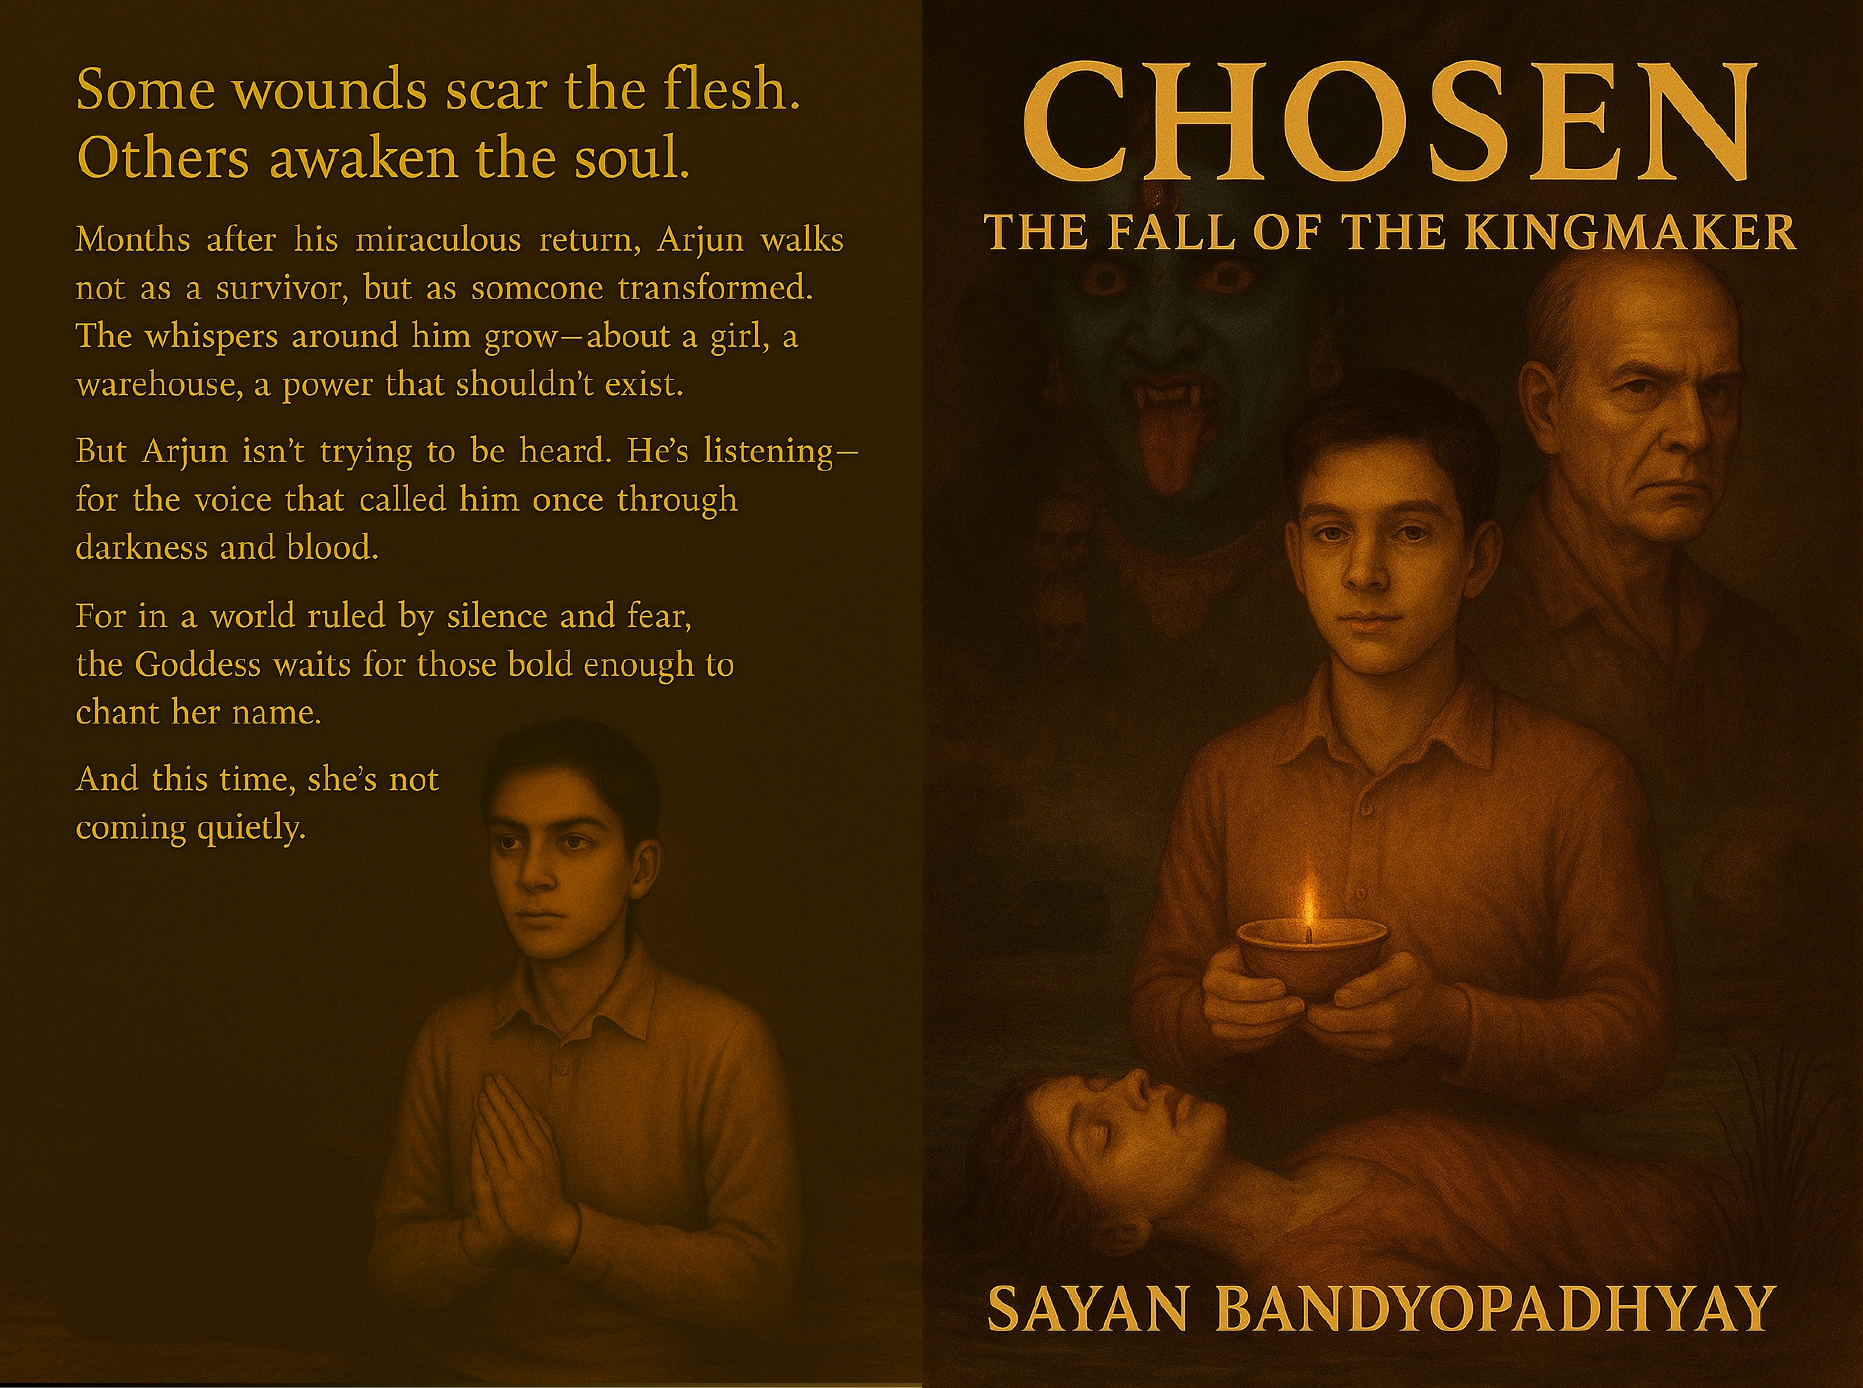 Some wounds scar the flesh.
Others awaken the soul.
Months after his miraculous return, Arjun walks
not as a survivor, but as somcone transformed.
The whispers around him grow—about a girl, a
warehouse, a power that shouldn't exist.
But Arjun isn't trying to be heard. He's listening—
for the voice that called him once through
darkness and blood.
For in a world ruled by silence and fear,
the Goddess waits for those bold enough to
chant her name.
And this time, she's not
coming quietly.
CHOSEN
THE FALL OF THE KINGMAKER
SAYAN BANDYOPADHYAY